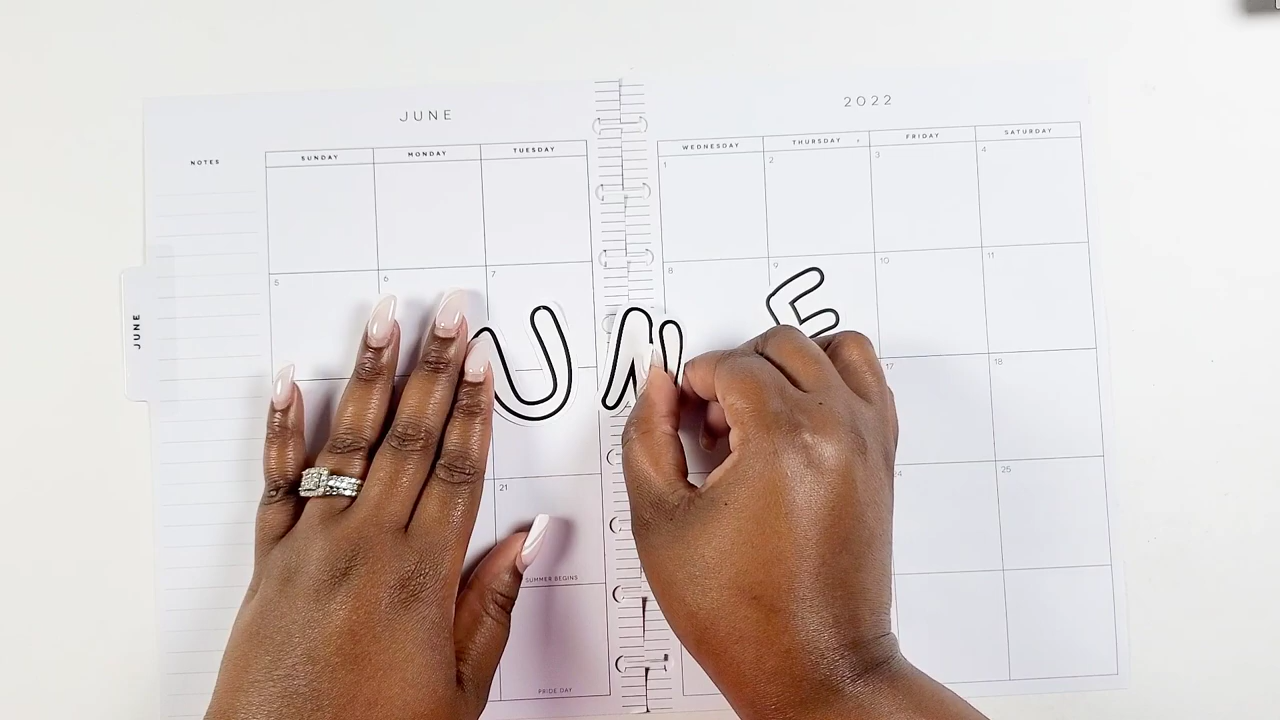 JUNE
2022
NOTES
SUNDAY MONDAY TUESDAY WEDNESDAY THURSDAY FRIDAY SATURDAY
1 2 3 4
5 6 7 8 9 10 11
JUNE
UNE
17 18
21 24 25
SUMMER BEGINS
PRIDE DAY